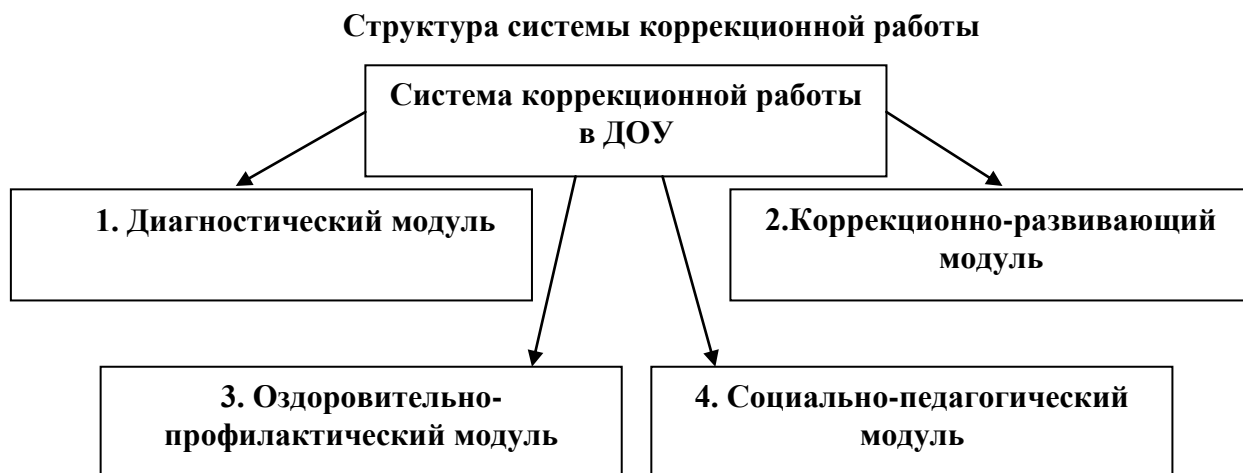 Структура системы коррекционной работы
Система коррекционной работы
в ДОУ
1. Диагностический модуль
2.Коррекционно-развивающий
модуль
3. Оздоровительно-
профилактический модуль
4. Социально-педагогический
модуль